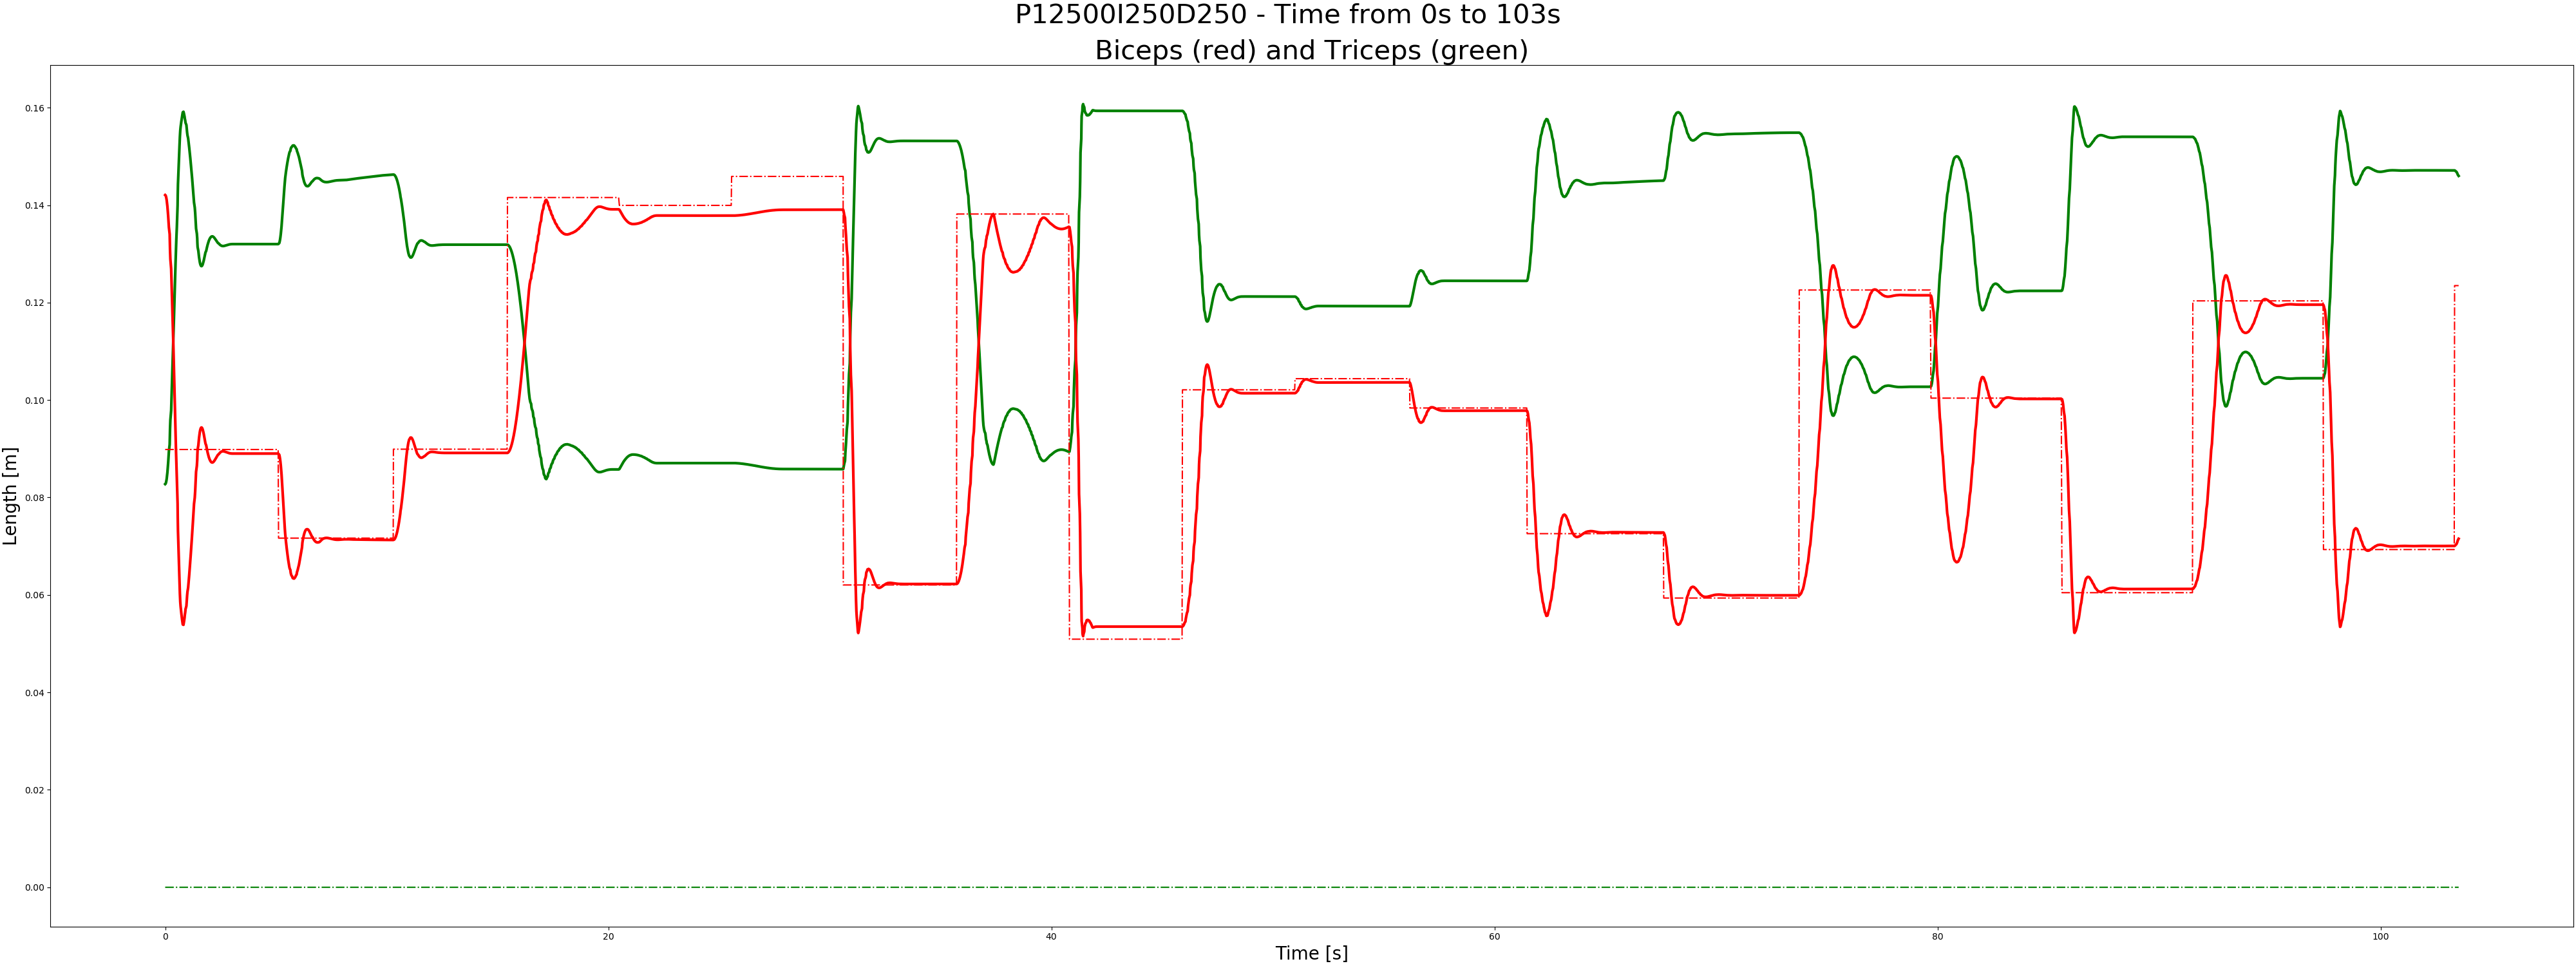 P12500I250D250 - Time from 0s to 103s
Biceps (red) and Triceps (green)
0.16
0.14
0.12
0.10
0.08
0.06
0.04
0.02
0.00
Length [m]
0 20 40 60 80 100
Time [s]